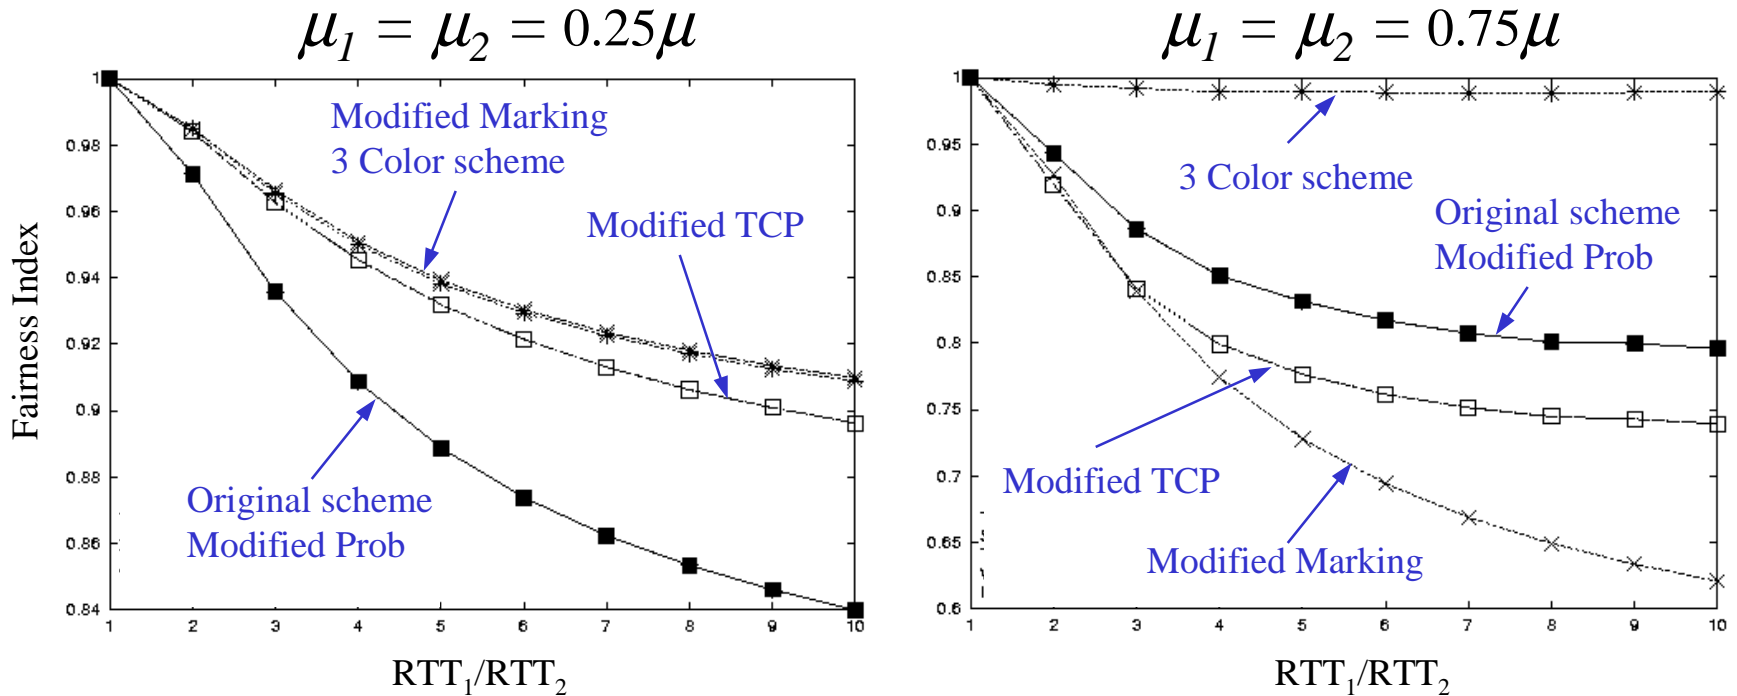 μ1 = μ2 = 0.25μ
μ1 = μ2 = 0.75μ
Fairness Index
1
0.98
0.96
0.94
0.92
0.9
0.88
0.86
0.84
1 2 3 4 5 6 7 8 9 10
Modified Marking
3 Color scheme
Modified TCP
Original scheme
Modified Prob
RTT1/RTT2
1
0.95
0.9
0.85
0.8
0.75
0.7
0.65
0.6
1 2 3 4 5 6 7 8 9 10
3 Color scheme
Original scheme
Modified Prob
Modified TCP
Modified Marking
RTT1/RTT2